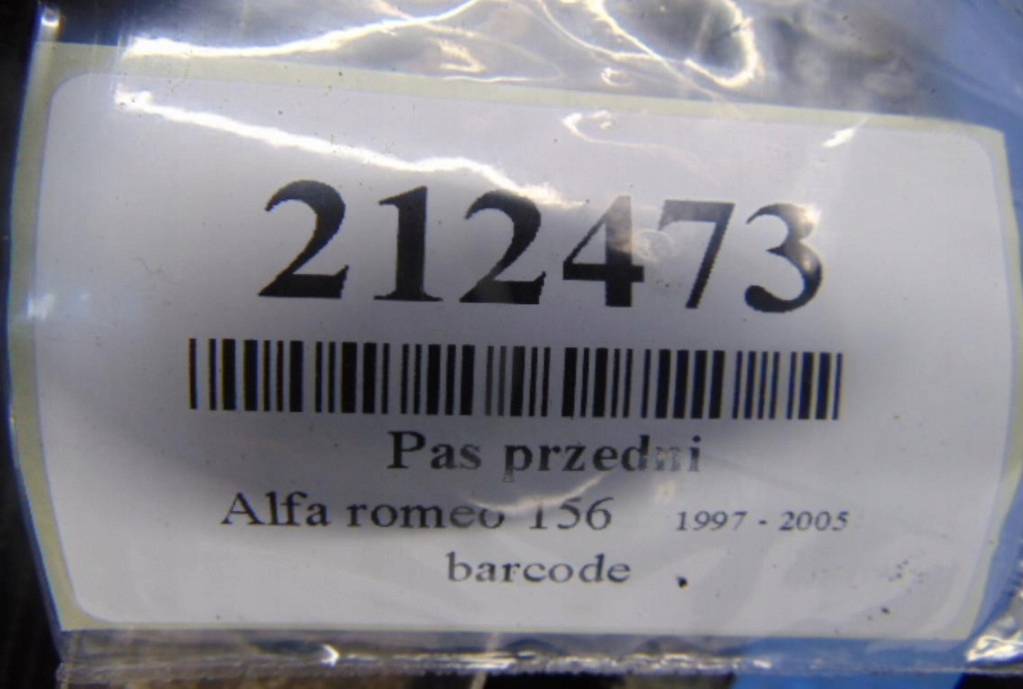 212473
Pas przedni
Alfa romeo 156 1997 - 2005
barcode